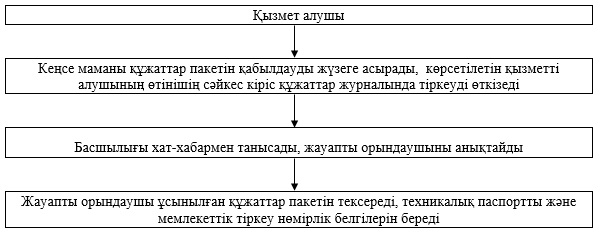 Қызмет алушы
Кеңсе маманы құжаттар пакетін қабылдауды жүзеге асырады, көрсетілетін қызметті
алушының өтінішің сәйкес кіріс құжаттар журналында тіркеуді өткізеді
Басшылығы хат-хабармен танысады, жауапты орындаушыны анықтайды
Жауапты орындаушы ұсынылған құжаттар пакетін тексереді, техникалық паспортты және
мемлекеттік тіркеу нөмірлік белгілерін береді